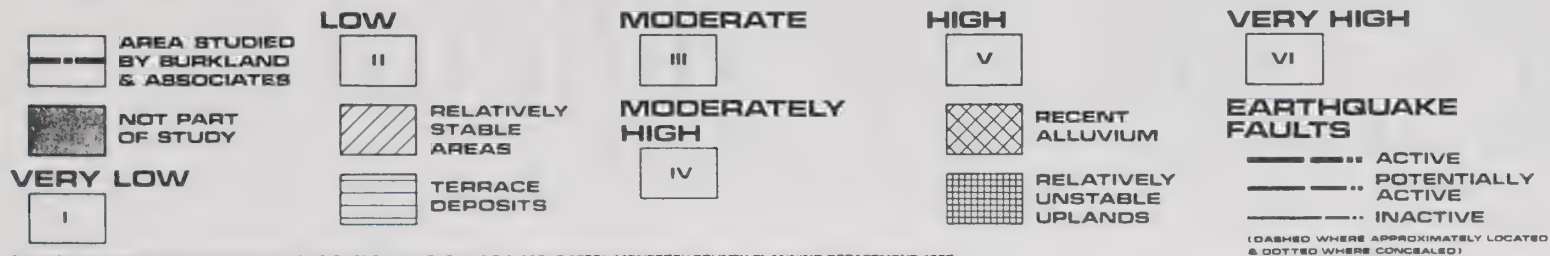 AREA STUDIED
BY BURKLAND
& ASSOCIATES
NOT PART
OF STUDY
VERY LOW
I
LOW
II
RELATIVELY
STABLE
AREAS
TERRACE
DEPOSITS
MODERATE
III
MODERATELY
HIGH
IV
HIGH
V
RECENT
ALLUVIUM
RELATIVELY
UNSTABLE
UPLANDS
VERY HIGH
VI
EARTHQUAKE
FAULTS
ACTIVE
POTENTIALLY
ACTIVE
INACTIVE
(DASHED WHERE APPROXIMATELY LOCATED
& DOTTED WHERE CONCEALED)